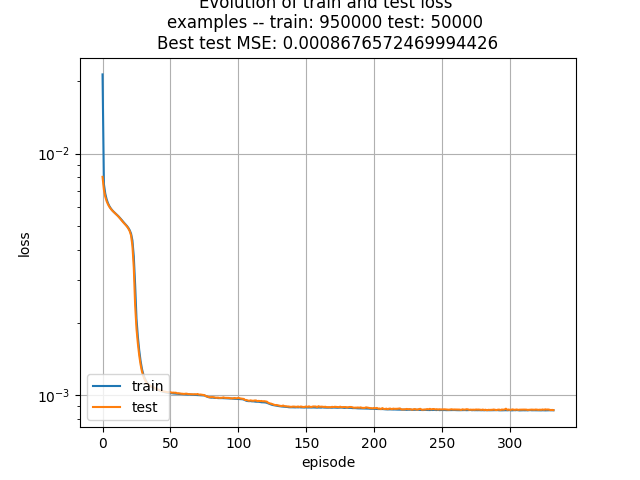 Evolution of train and test loss
examples -- train: 950000 test: 50000
Best test MSE: 0.0008676572469994426
10⁻²
loss
10⁻³
train
test
0 50 100 150 200 250 300
episode